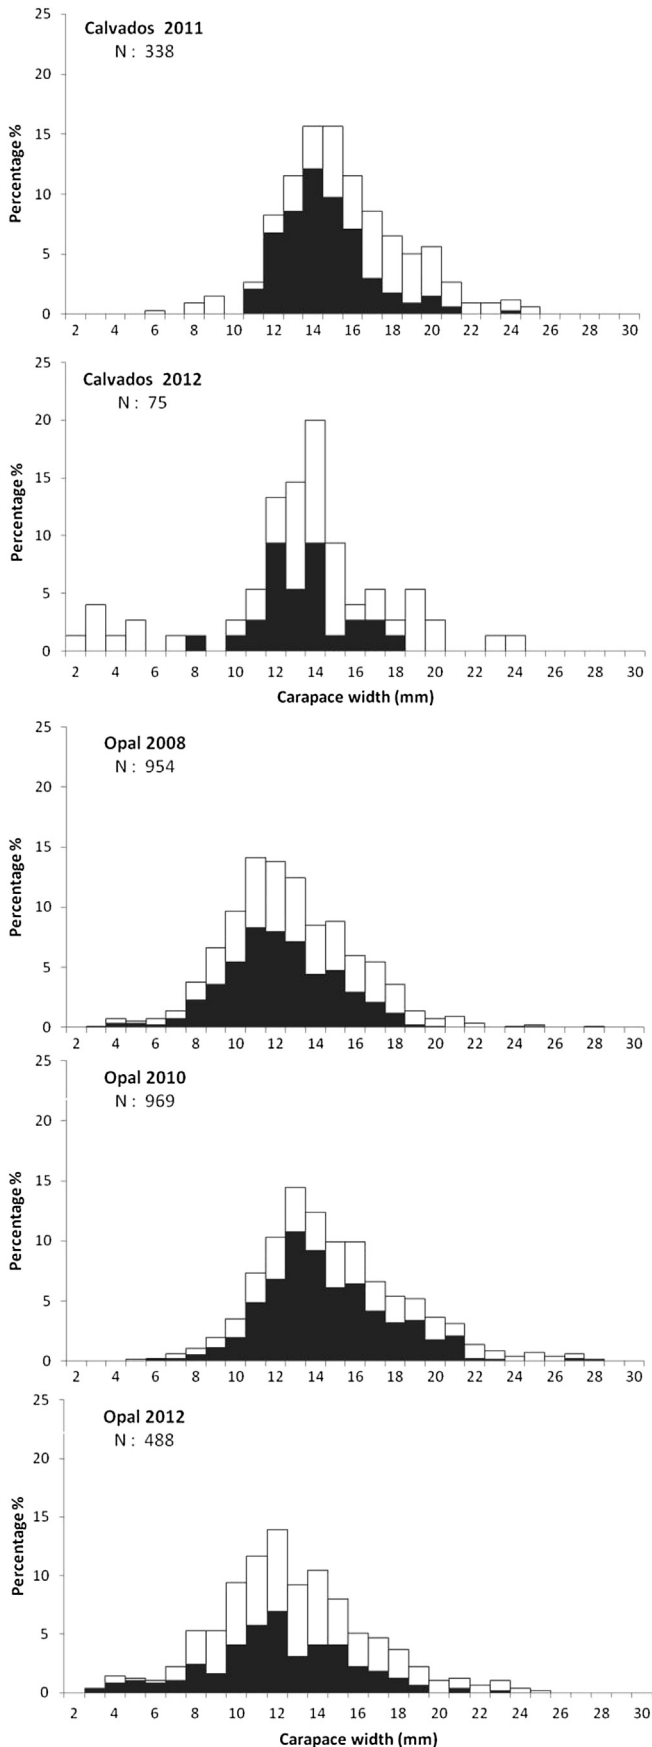 25
Calvados 2011
N : 338
20
15
10
5
0
Percentage %
2 4 6 8 10 12 14 16 18 20 22 24 26 28 30
25
Calvados 2012
N : 75
20
15
10
5
0
Percentage %
2 4 6 8 10 12 14 16 18 20 22 24 26 28 30
Carapace width (mm)
25
Opal 2008
N : 954
20
15
10
5
0
Percentage %
2 4 6 8 10 12 14 16 18 20 22 24 26 28 30
25
Opal 2010
N : 969
20
15
10
5
0
Percentage %
2 4 6 8 10 12 14 16 18 20 22 24 26 28 30
25
Opal 2012
N : 488
20
15
10
5
0
Percentage %
2 4 6 8 10 12 14 16 18 20 22 24 26 28 30
Carapace width (mm)